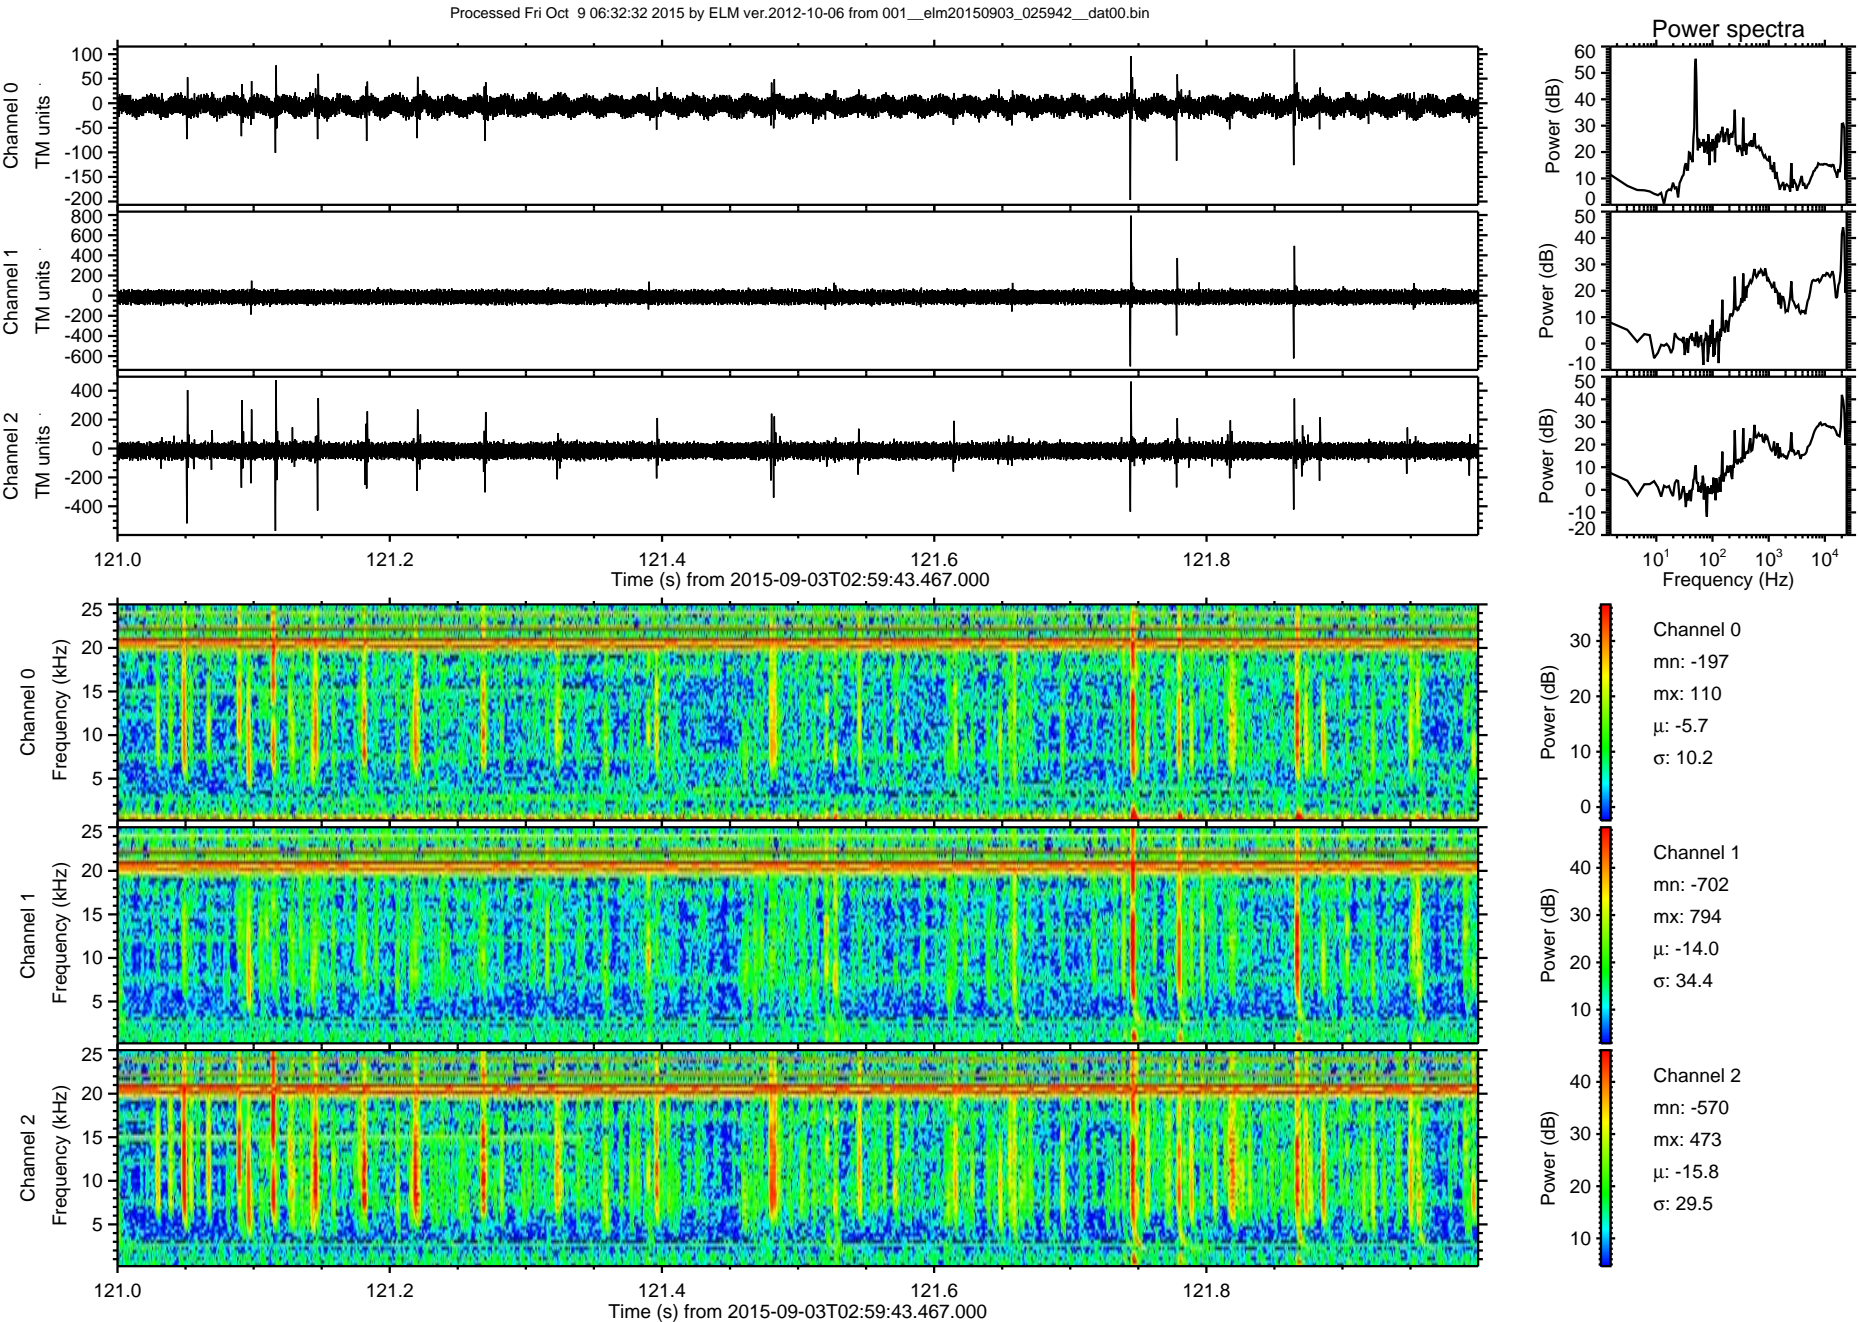 Processed Fri Oct  9 06:32:32 2015 by ELM ver.2012-10-06 from 001__elm20150903_025942__dat00.bin
Power spectra
Channel 0
TM units
100
50
0
-50
-100
-150
-200
Power (dB)
60
50
40
30
20
10
0
Channel 1
TM units
800
600
400
200
0
-200
-400
-600
Power (dB)
50
40
30
20
10
0
-10
Channel 2
TM units
400
200
0
-200
-400
Power (dB)
50
40
30
20
10
0
-10
-20
121.0 121.2 121.4 121.6 121.8
Time (s) from 2015-09-03T02:59:43.467.000
10¹ 10² 10³ 10⁴
Frequency (Hz)
Channel 0
Frequency (kHz)
25
20
15
10
5
Power (dB)
30
20
10
0
Channel 0
mn: -197
mx: 110
μ: -5.7
σ: 10.2
Channel 1
Frequency (kHz)
25
20
15
10
5
Power (dB)
40
30
20
10
Channel 1
mn: -702
mx: 794
μ: -14.0
σ: 34.4
Channel 2
Frequency (kHz)
25
20
15
10
5
Power (dB)
40
30
20
10
Channel 2
mn: -570
mx: 473
μ: -15.8
σ: 29.5
121.0 121.2 121.4 121.6 121.8
Time (s) from 2015-09-03T02:59:43.467.000